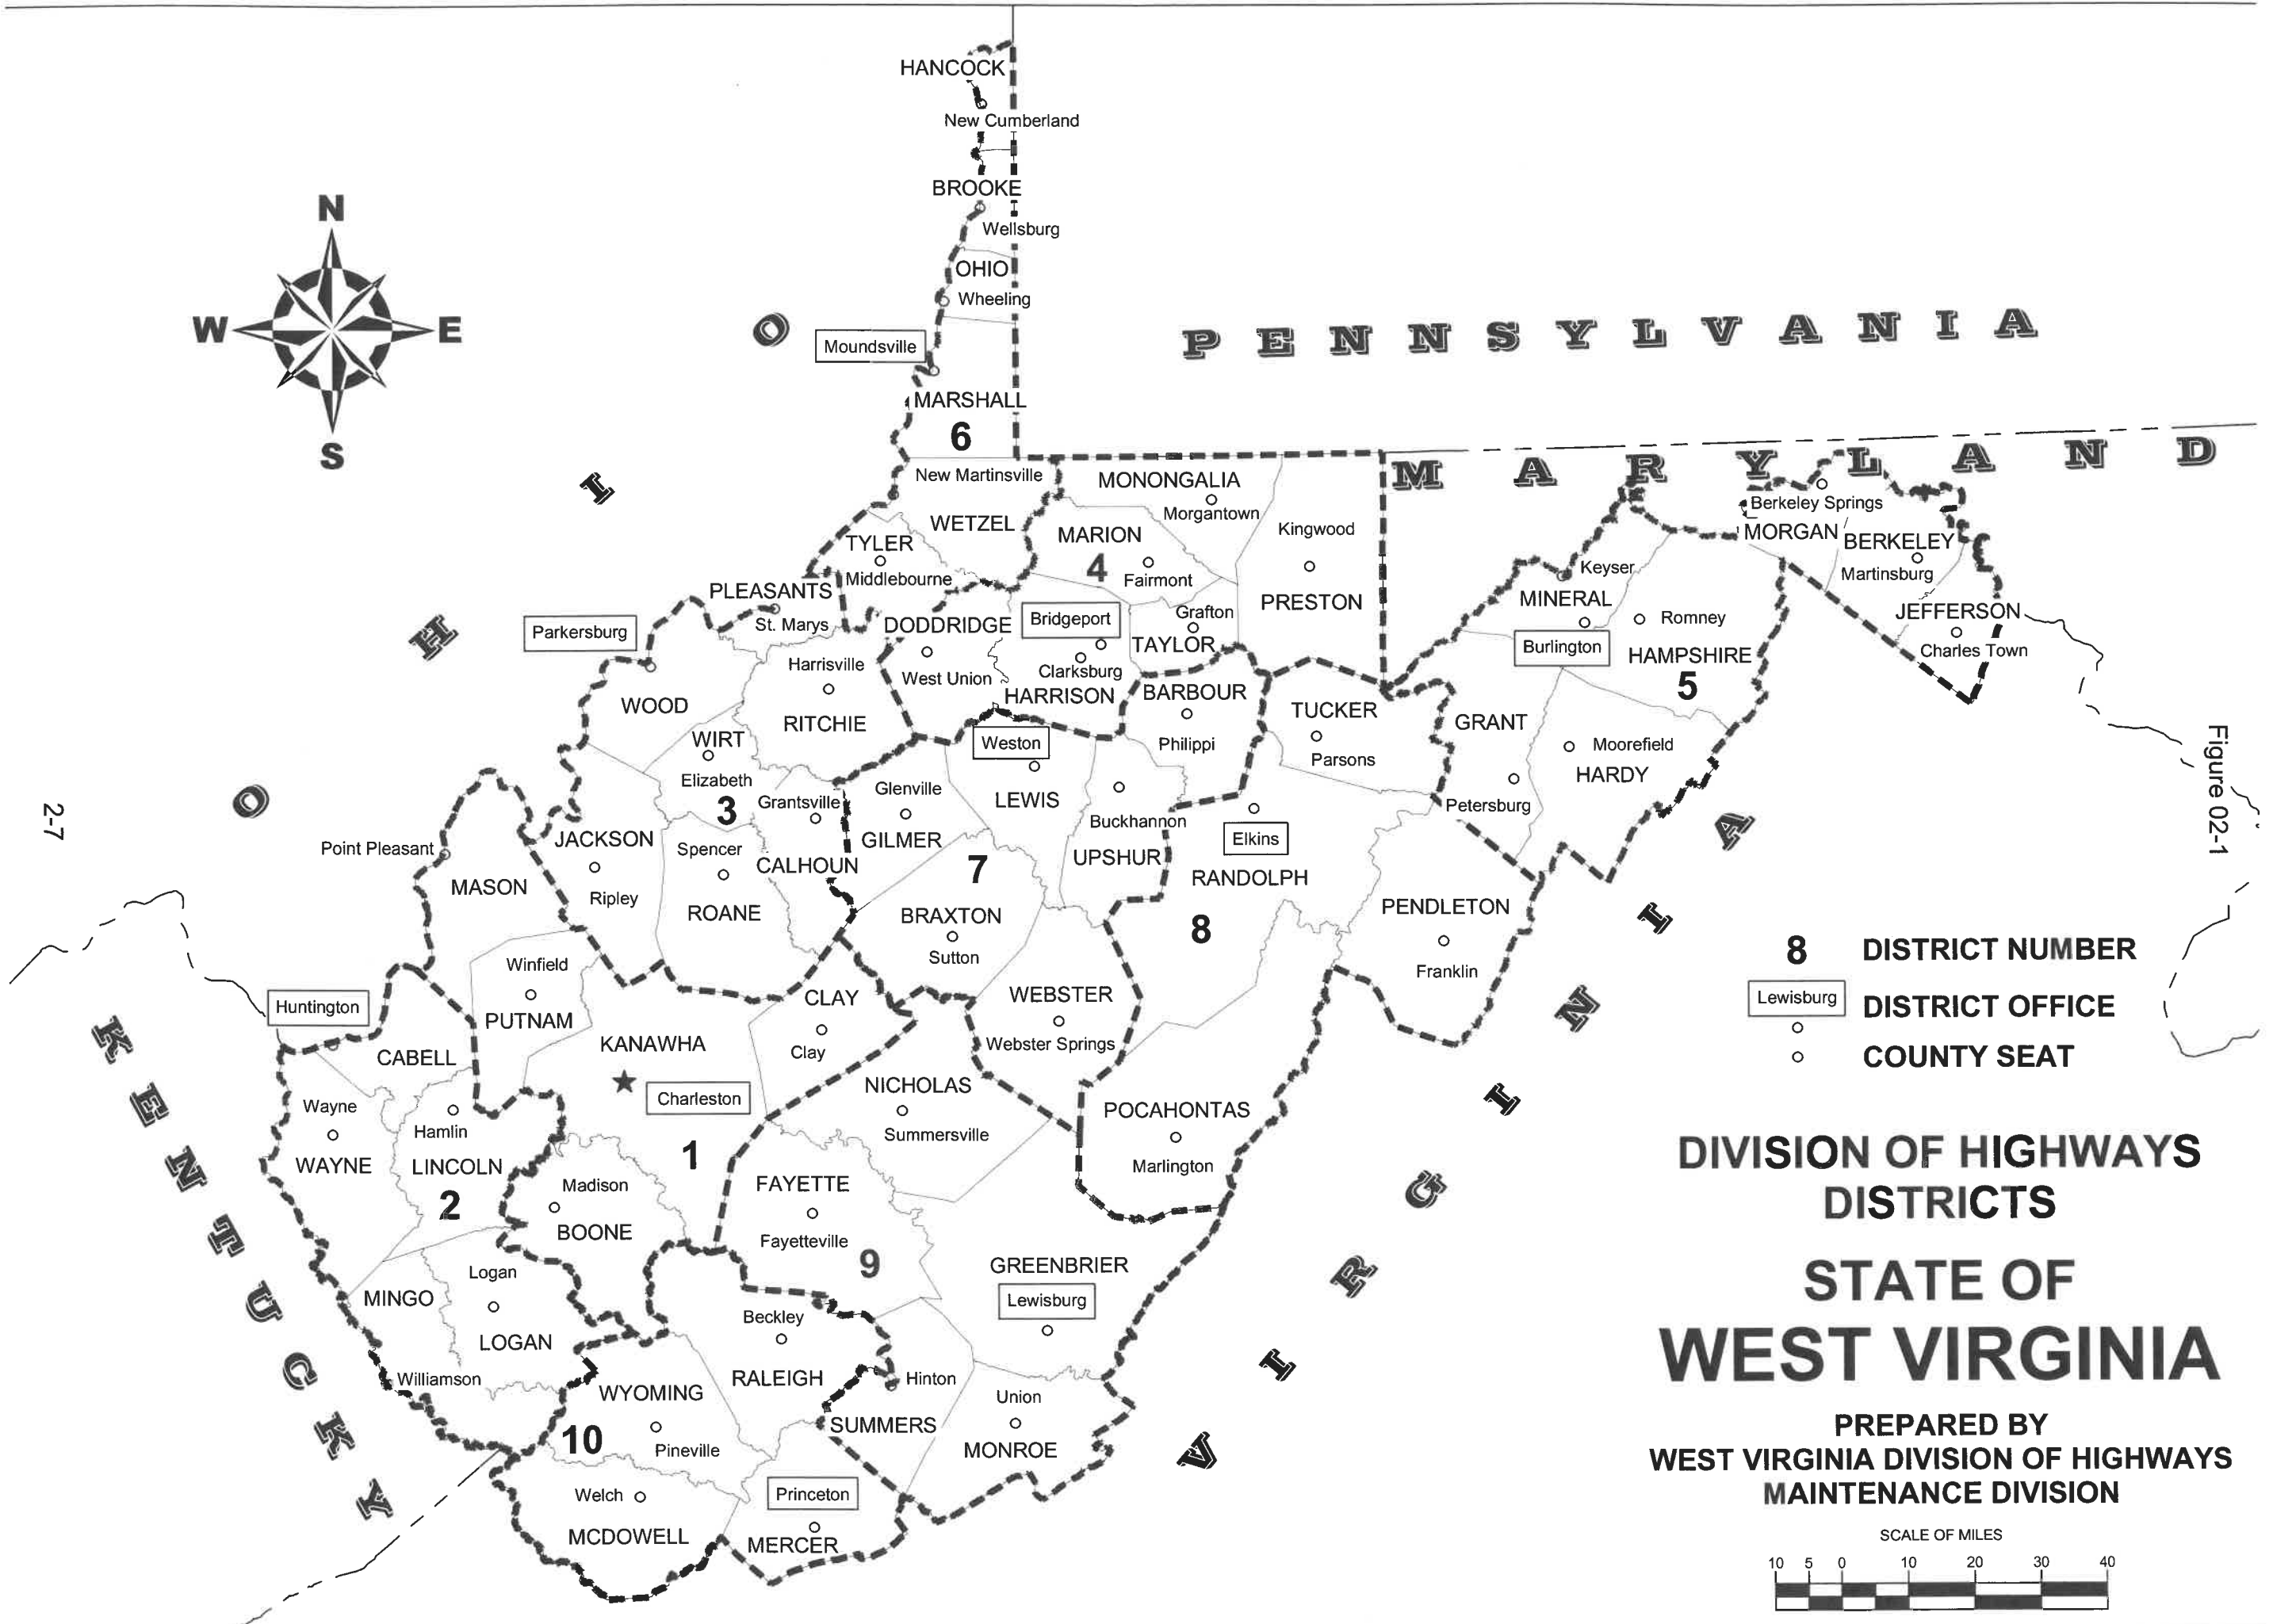 HANCOCK
New Cumberland
BROOKE
Wellsburg
OHIO
Wheeling
N
W
E
S
O H I O
PENNSYLVANIA
Moundsville
MARSHALL
6
New Martinsville
WETZEL
MONONGALIA
Morgantown
MARION
4
Fairmont
Kingwood
PRESTON
MARYLAND
Berkeley Springs
MORGAN
BERKELEY
Martinsburg
JEFFERSON
Charles Town
Keyser
MINERAL
Romney
Burlington
HAMPSHIRE
5
TYLER
Middlebourne
PLEASANTS
St. Marys
Parkersburg
DODDRIDGE
West Union
Bridgeport
Clarksburg
HARRISON
Grafton
TAYLOR
Harrisville
RITCHIE
WOOD
WIRT
Elizabeth
3
Grantsville
CALHOUN
BARBOUR
Philippi
TUCKER
Parsons
GRANT
Petersburg
Moorefield
HARDY
Weston
LEWIS
Glenville
GILMER
7
Buckhannon
UPSHUR
Elkins
RANDOLPH
8
PENDLETON
Franklin
Point Pleasant
MASON
JACKSON
Ripley
Spencer
ROANE
BRAXTON
Sutton
WEBSTER
Webster Springs
Winfield
PUTNAM
Huntington
CABELL
KANAWHA
Charleston
1
CLAY
Clay
NICHOLAS
Summersville
POCAHONTAS
Marlington
Wayne
WAYNE
Hamlin
LINCOLN
2
Madison
BOONE
FAYETTE
Fayetteville
9
GREENBRIER
Lewisburg
MINGO
Williamson
Logan
LOGAN
Beckley
RALEIGH
Hinton
SUMMERS
Union
MONROE
WYOMING
Pineville
10
Welch
MCDOWELL
Princeton
MERCER
KENTUCKY
VIRGINIA
2-7
Figure 02-1
8 DISTRICT NUMBER
Lewisburg DISTRICT OFFICE
COUNTY SEAT
DIVISION OF HIGHWAYS
DISTRICTS
STATE OF
WEST VIRGINIA
PREPARED BY
WEST VIRGINIA DIVISION OF HIGHWAYS
MAINTENANCE DIVISION
SCALE OF MILES
10 5 0 10 20 30 40